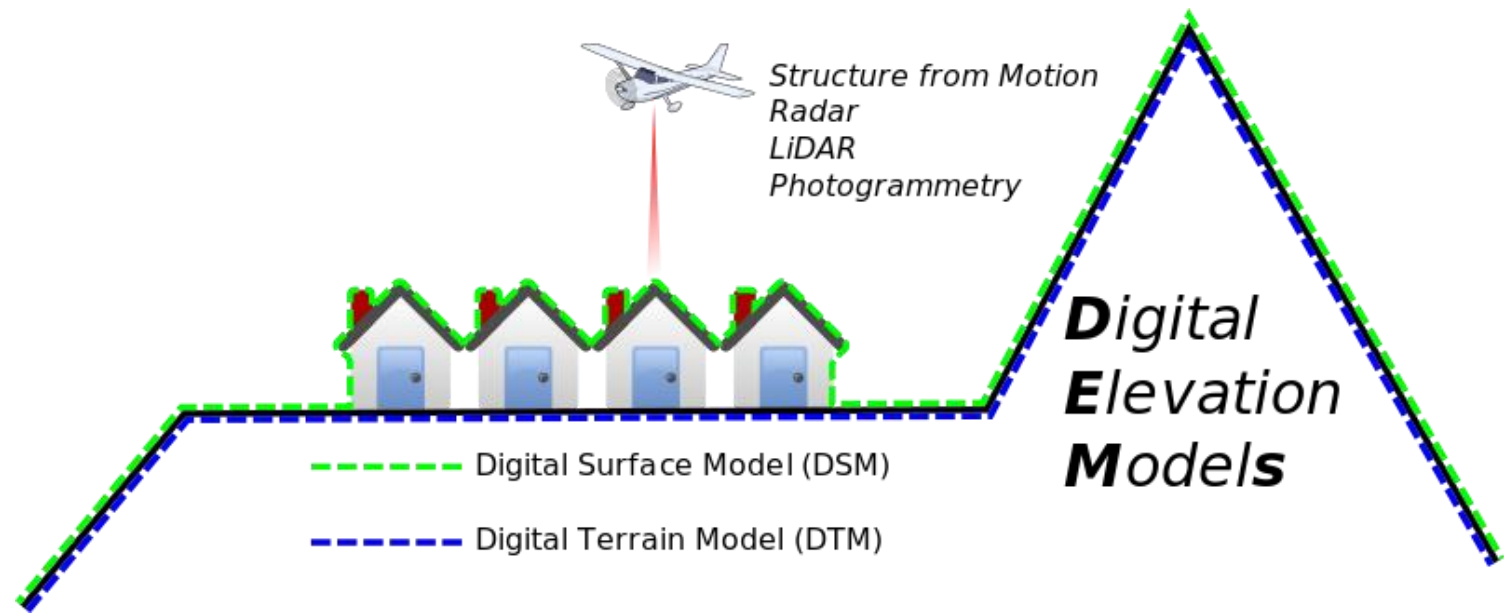 Structure from Motion
Radar
LiDAR
Photogrammetry
Digital
Elevation
Models
Digital Surface Model (DSM)
Digital Terrain Model (DTM)